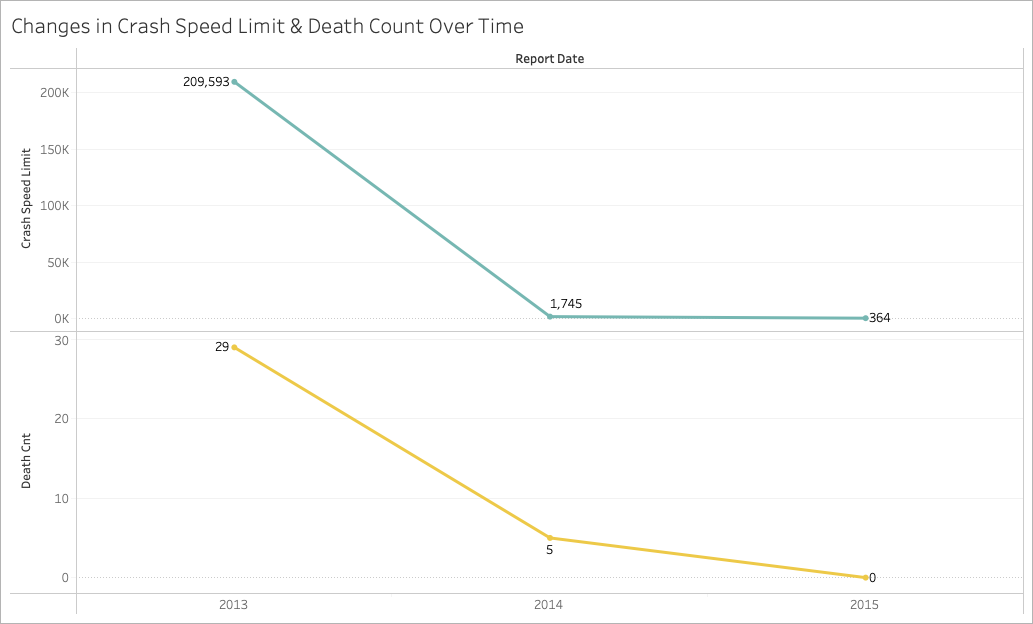 Changes in Crash Speed Limit & Death Count Over Time
Report Date
209,593
200K
150K
Crash Speed Limit
100K
50K
1,745
0K
364
30
29
20
Death Cnt
10
5
0
0
2013
2014
2015